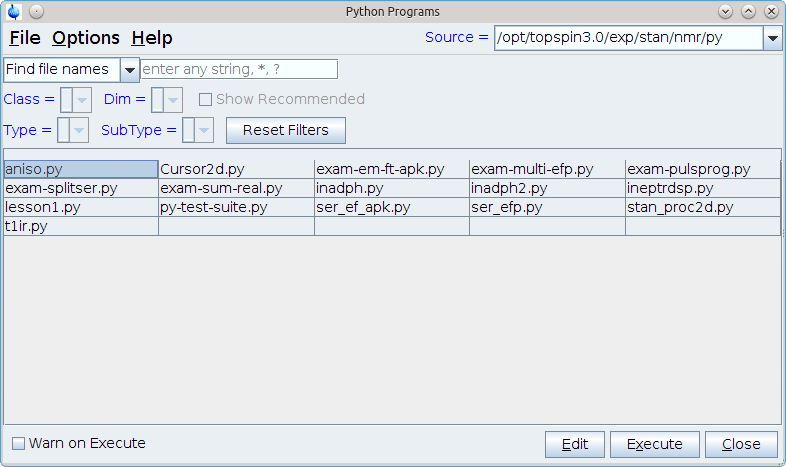 Python Programs
File Options Help Source = /opt/topspin3.0/exp/stan/nmr/py
Find file names enter any string, *, ?
Class = Dim = Show Recommended
Type = SubType = Reset Filters
aniso.py Cursor2d.py exam-em-ft-apk.py exam-multi-efp.py exam-pulsprog.py
exam-splitser.py exam-sum-real.py inadph.py inadph2.py ineptrdsp.py
lesson1.py py-test-suite.py ser_ef_apk.py ser_efp.py stan_proc2d.py
t1ir.py
Warn on Execute Edit Execute Close